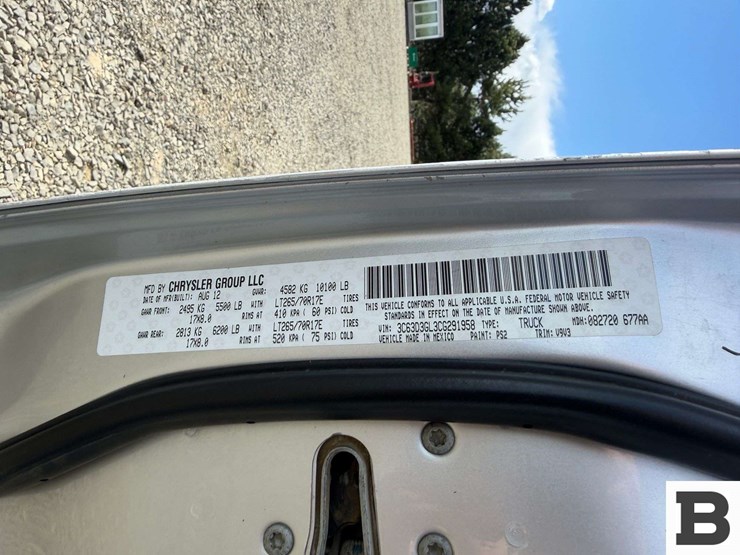 MFD BY CHRYSLER GROUP LLC
DATE OF MFR(BUILT): AUG 12 GVWR: 4582 KG 10100 LB
GAWR FRONT: 2495 KG 5500 LB WITH LT265/70R17E TIRES
17X8.0 RIMS AT 410 KPA ( 60 PSI) COLD
GAWR REAR: 2813 KG 6200 LB WITH LT265/70R17E TIRES
17X8.0 RIMS AT 520 KPA ( 75 PSI) COLD
THIS VEHICLE CONFORMS TO ALL APPLICABLE U.S.A. FEDERAL MOTOR VEHICLE SAFETY
STANDARDS IN EFFECT ON THE DATE OF MANUFACTURE SHOWN ABOVE.
VIN: 3C63D3GL3CG291958 TYPE: TRUCK MDH: 082720 677AA
VEHICLE MADE IN MEXICO PAINT: PS2 TRIM: V9V9
B